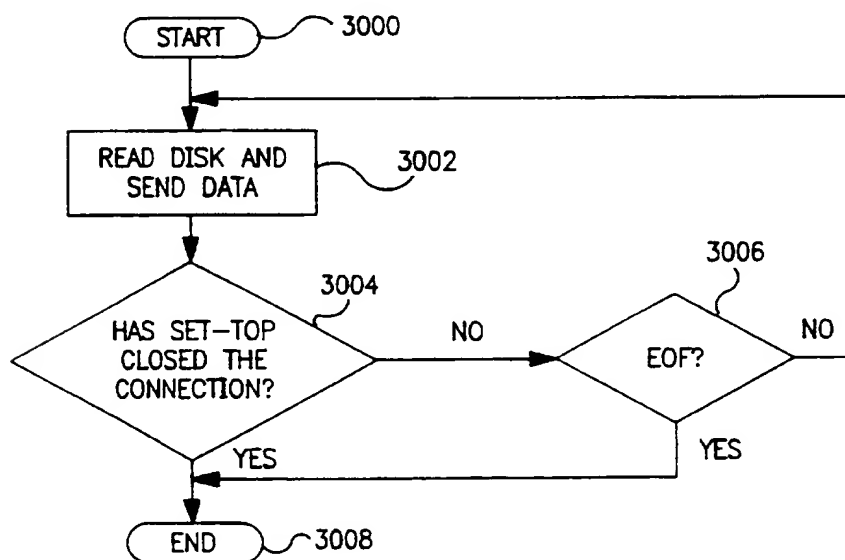 START
3000
READ DISK AND
SEND DATA
3002
HAS SET-TOP
CLOSED THE
CONNECTION?
3004
NO
EOF?
3006
NO
YES
YES
END
3008